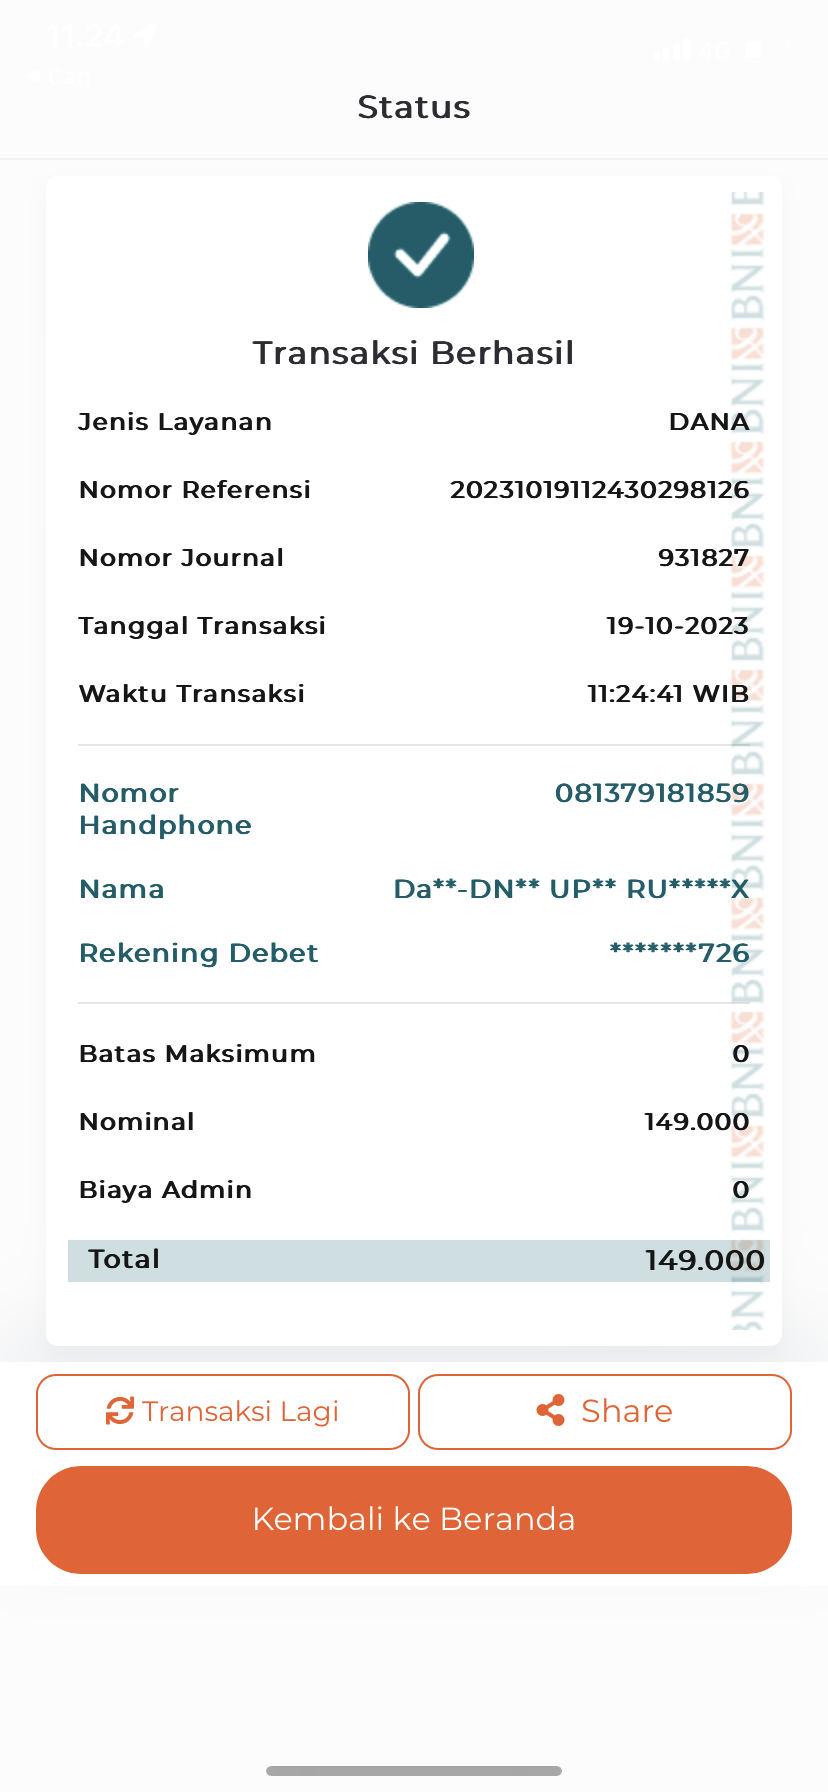 11.24
4G
◀ Cari
Status
Transaksi Berhasil
Jenis Layanan DANA
Nomor Referensi 20231019112430298126
Nomor Journal 931827
Tanggal Transaksi 19-10-2023
Waktu Transaksi 11:24:41 WIB
Nomor Handphone 081379181859
Nama Da**-DN** UP** RU*****X
Rekening Debet *******726
Batas Maksimum 0
Nominal 149.000
Biaya Admin 0
Total 149.000
BNI BNI BNI BNI BNI BNI BNI BNI BNI
Transaksi Lagi
Share
Kembali ke Beranda